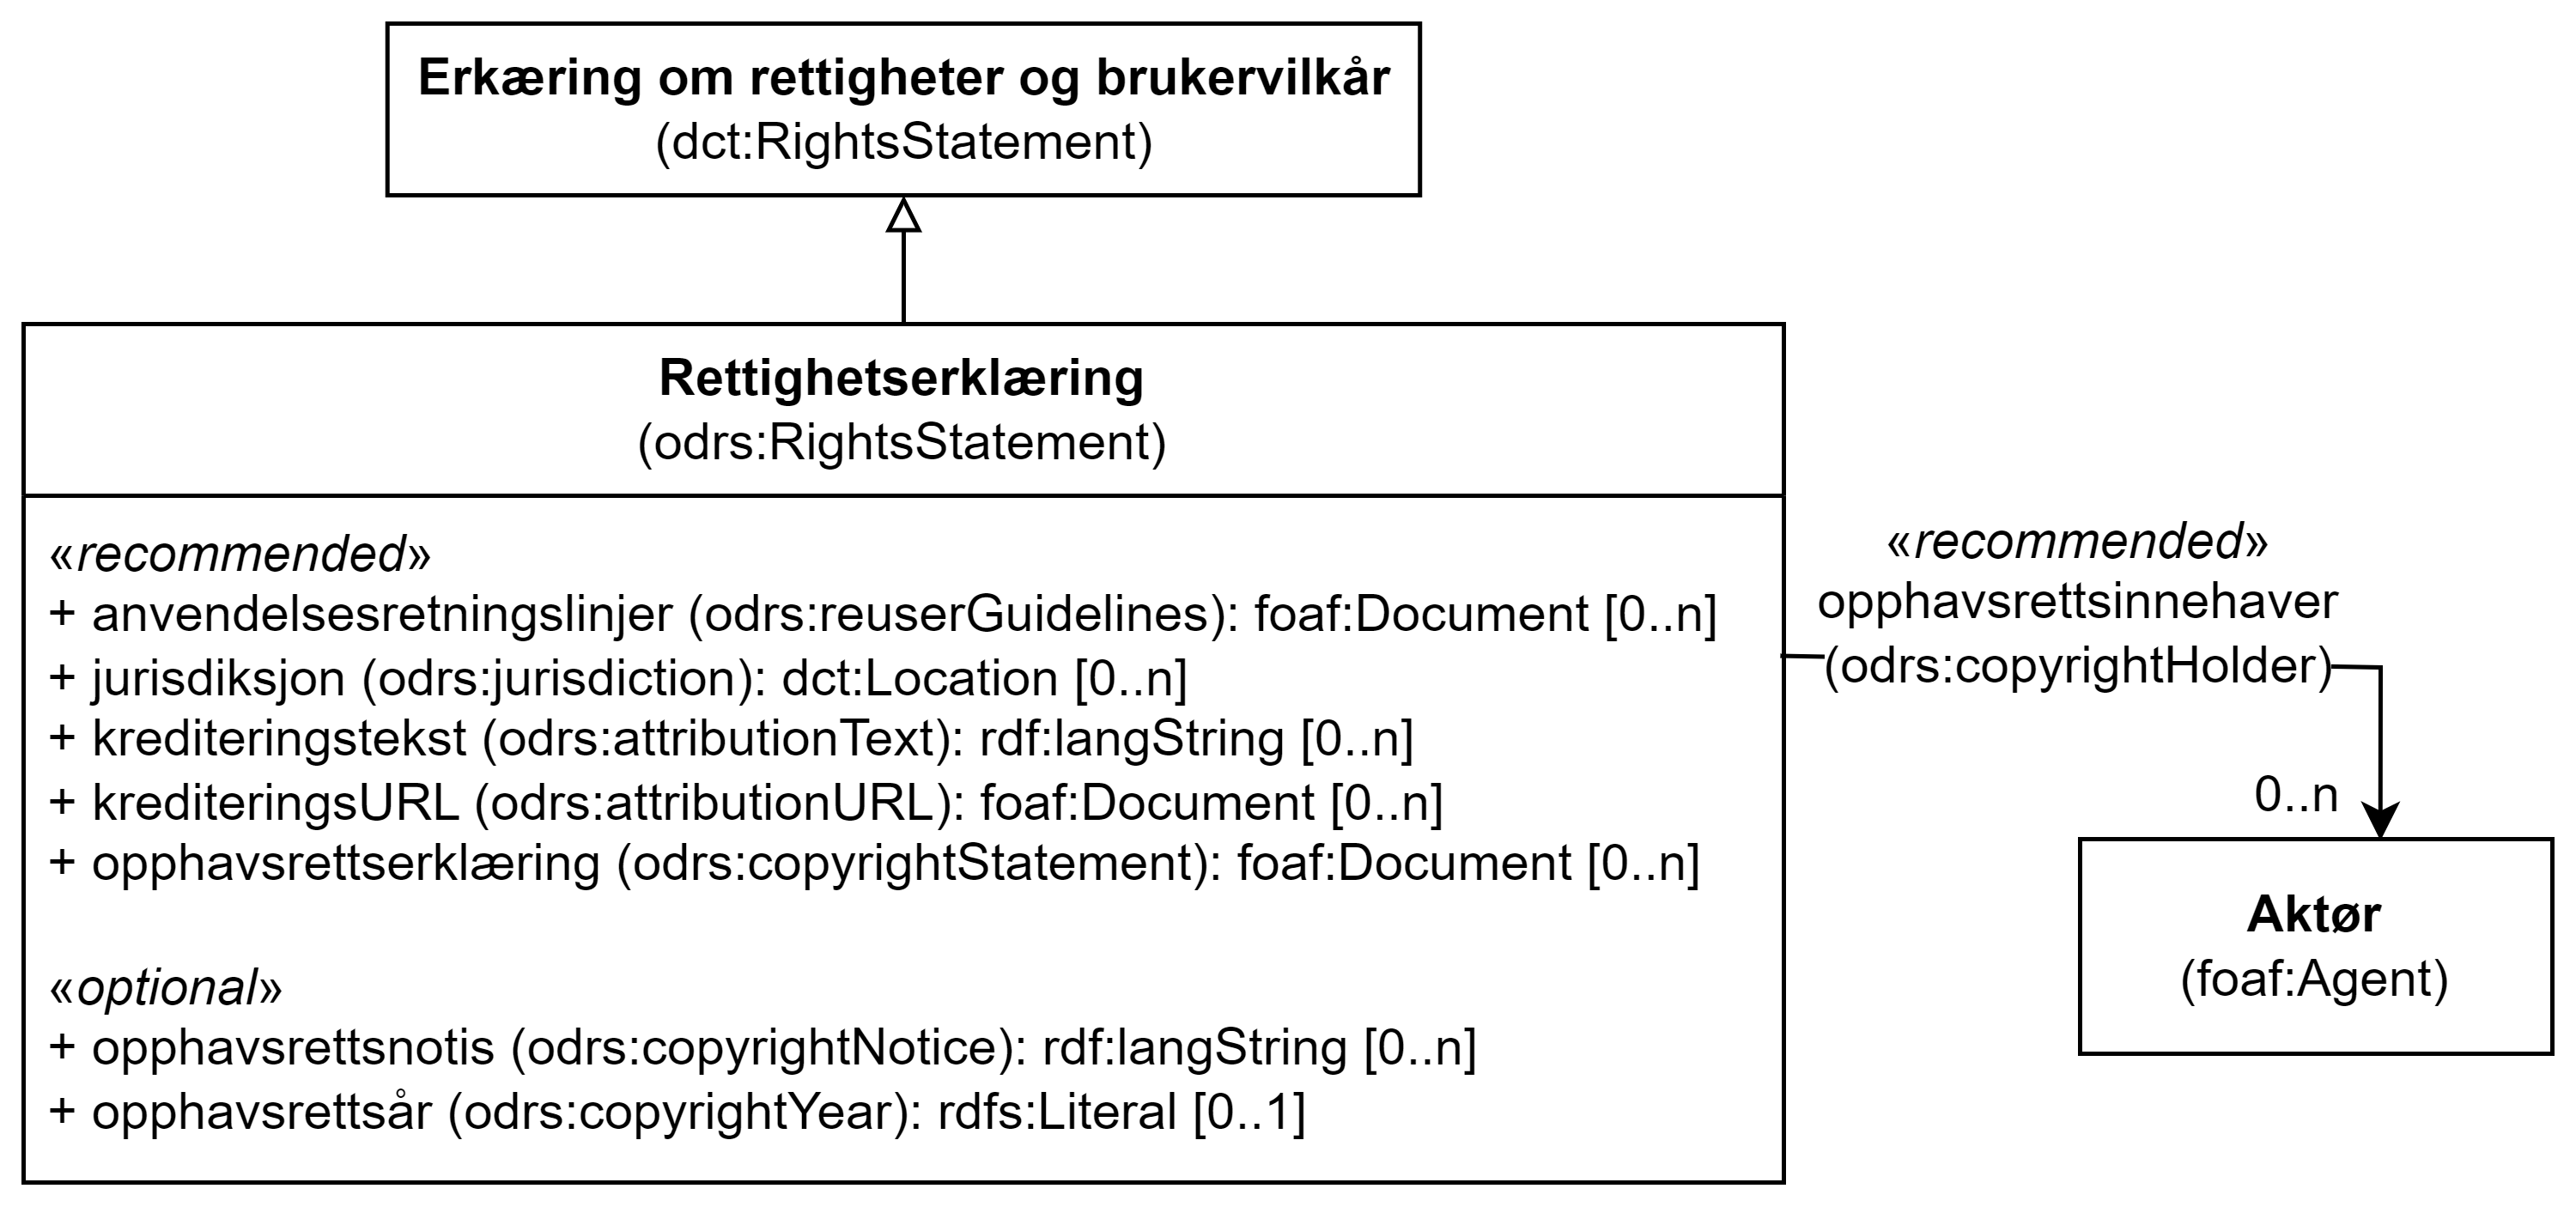 Erkæring om rettigheter og brukervilkår
(dct:RightsStatement)
Rettighetserklæring
(odrs:RightsStatement)
«recommended»
+ anvendelsesretningslinjer (odrs:reuserGuidelines): foaf:Document [0..n]
+ jurisdiksjon (odrs:jurisdiction): dct:Location [0..n]
+ krediteringstekst (odrs:attributionText): rdf:langString [0..n]
+ krediteringsURL (odrs:attributionURL): foaf:Document [0..n]
+ opphavsrettserklæring (odrs:copyrightStatement): foaf:Document [0..n]
«optional»
+ opphavsrettsnotis (odrs:copyrightNotice): rdf:langString [0..n]
+ opphavsrettsår (odrs:copyrightYear): rdfs:Literal [0..1]
«recommended»
opphavsrettsinnehaver
(odrs:copyrightHolder)
0..n
Aktør
(foaf:Agent)